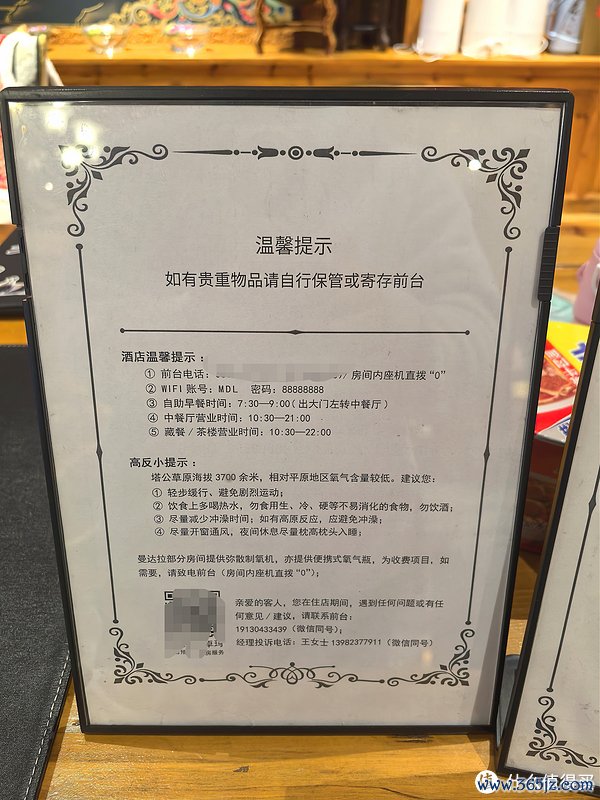 温馨提示
如有贵重物品请自行保管或寄存前台
酒店温馨提示：
① 前台电话： / 房间内座机直拨“0”
② WIFI 账号：MDL 密码：88888888
③ 自助早餐时间：7:30—9:00(出大门左转中餐厅）
④ 中餐厅营业时间：10:30—21:00
⑤ 藏餐／茶楼营业时间：10:30—22:00
高反小提示：
塔公草原海拔 3700 余米，相对平原地区氧气含量较低。建议您：
① 轻步缓行、避免剧烈运动；
② 饮食上多喝热水，勿食用生、冷、硬等不易消化的食物，勿饮酒；
③ 尽量减少冲澡时间；如有高原反应，应避免冲澡；
④ 尽量开窗通风，夜间休息尽量枕高枕头入睡；
曼达拉部分房间提供弥散制氧机，亦提供便携式氧气瓶，为收费项目，如
需要，请致电前台（房间内座机直拨“0”）；
亲爱的客人，您在住店期间，遇到任何问题或有任
何意见／建议，请联系前台：
19130433439（微信同号）；
经理投诉电话：王女士 13982377911（微信同号）
房服务
什么值得买
www.365jz.com